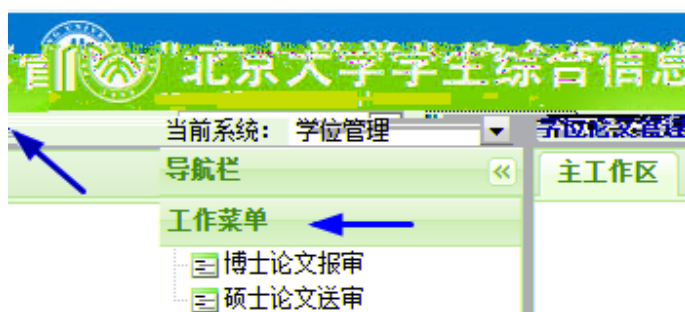 北京大学学生综合信息
当前系统: 学位管理
导航栏
主工作区
工作菜单
博士论文报审
硕士论文送审